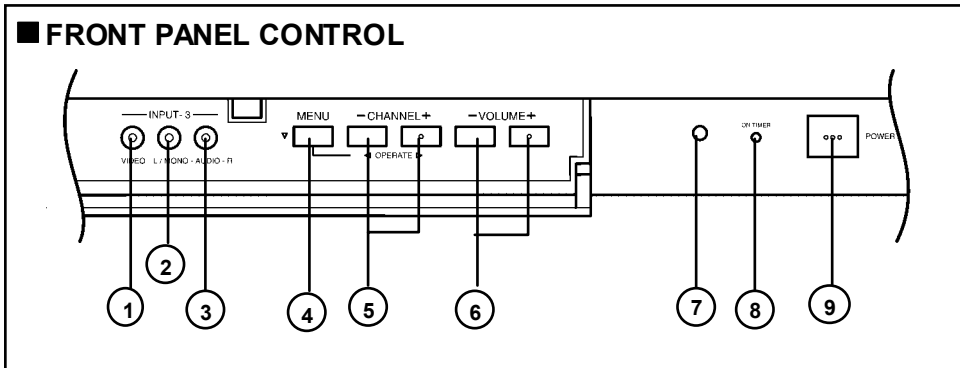 ■ FRONT PANEL CONTROL
INPUT- 3
MENU
−CHANNEL+
−VOLUME+
ON TIMER
POWER
VIDEO L / MONO - AUDIO - R
◄ OPERATE ►
2
1
3
4
5
6
7
8
9